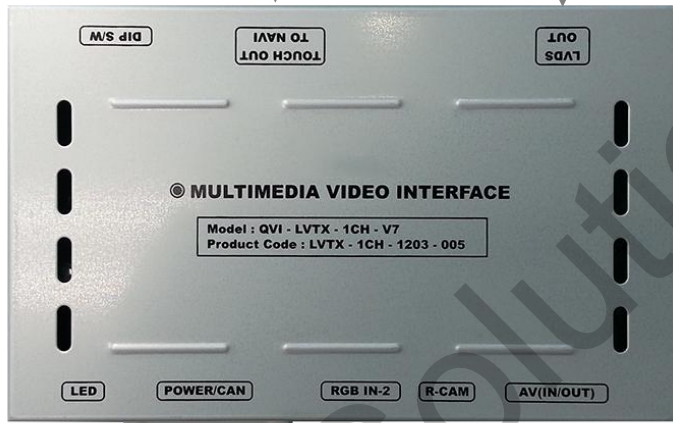 DIP S/W
TOUCH OUT
TO NAVI
LVDS
OUT
MULTIMEDIA VIDEO INTERFACE
Model : QVI - LVTX - 1CH - V7
Product Code : LVTX - 1CH - 1203 - 005
LED
POWER/CAN
RGB IN-2
R-CAM
AV(IN/OUT)